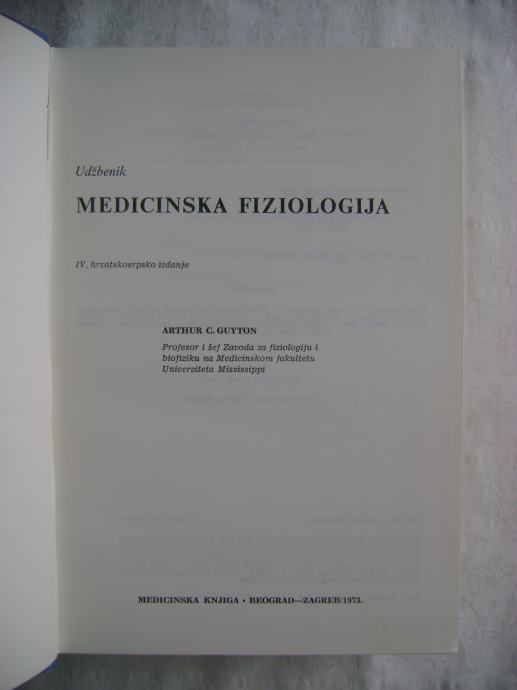 Udžbenik
MEDICINSKA FIZIOLOGIJA
IV, hrvatskosrpsko izdanje
ARTHUR C. GUYTON
Profesor i šef Zavoda za fiziologiju i
biofiziku na Medicinskom fakultetu
Univerziteta Mississippi
MEDICINSKA KNJIGA • BEOGRAD—ZAGREB/1973.